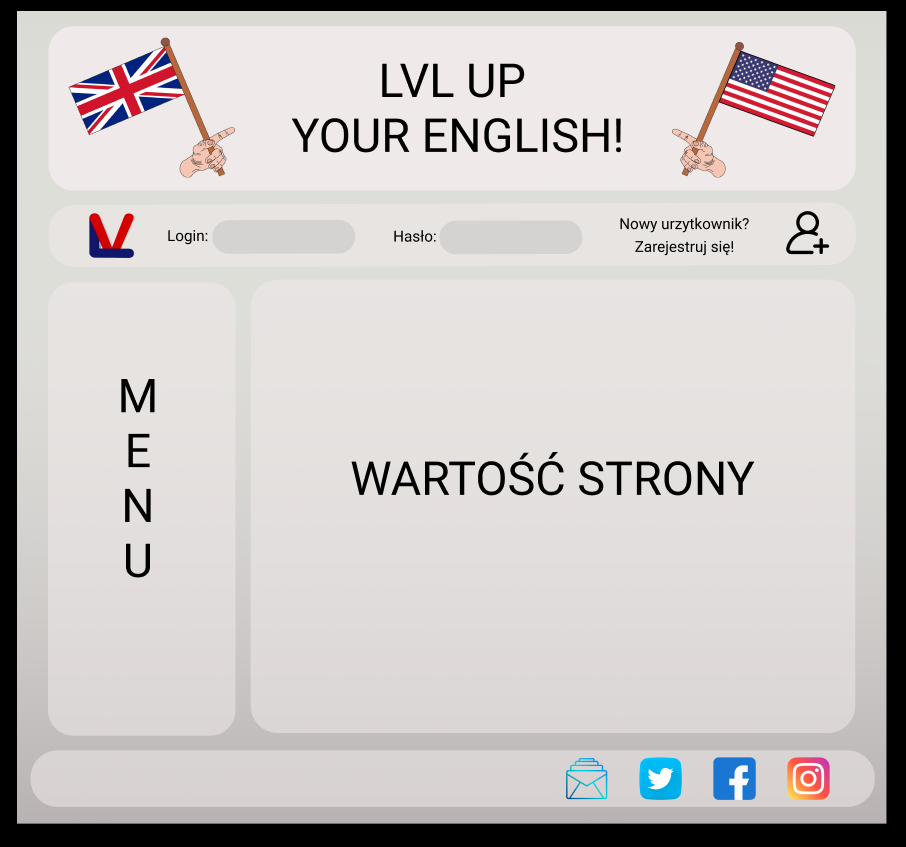 LVL UP
YOUR ENGLISH!
Login:
Hasło:
Nowy urzytkownik?
Zarejestruj się!
M
E
N
U
WARTOŚĆ STRONY